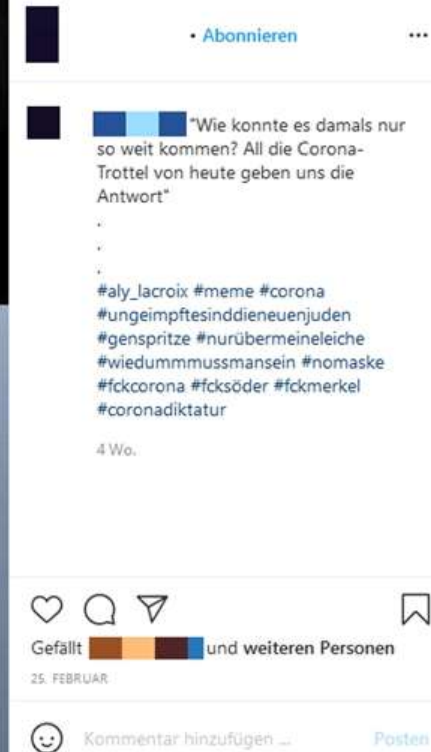 • Abonnieren
"Wie konnte es damals nur
so weit kommen? All die Corona-
Trottel von heute geben uns die
Antwort"
.
.
.
#aly_lacroix #meme #corona
#ungeimpftesinddieneuenjuden
#genspritze #nurübermeineleiche
#wiedummmussmansein #nomaske
#fckcorona #fcksöder #fckmerkel
#coronadiktatur
4 Wo.
Gefällt und weiteren Personen
25. FEBRUAR
Kommentar hinzufügen ... Posten